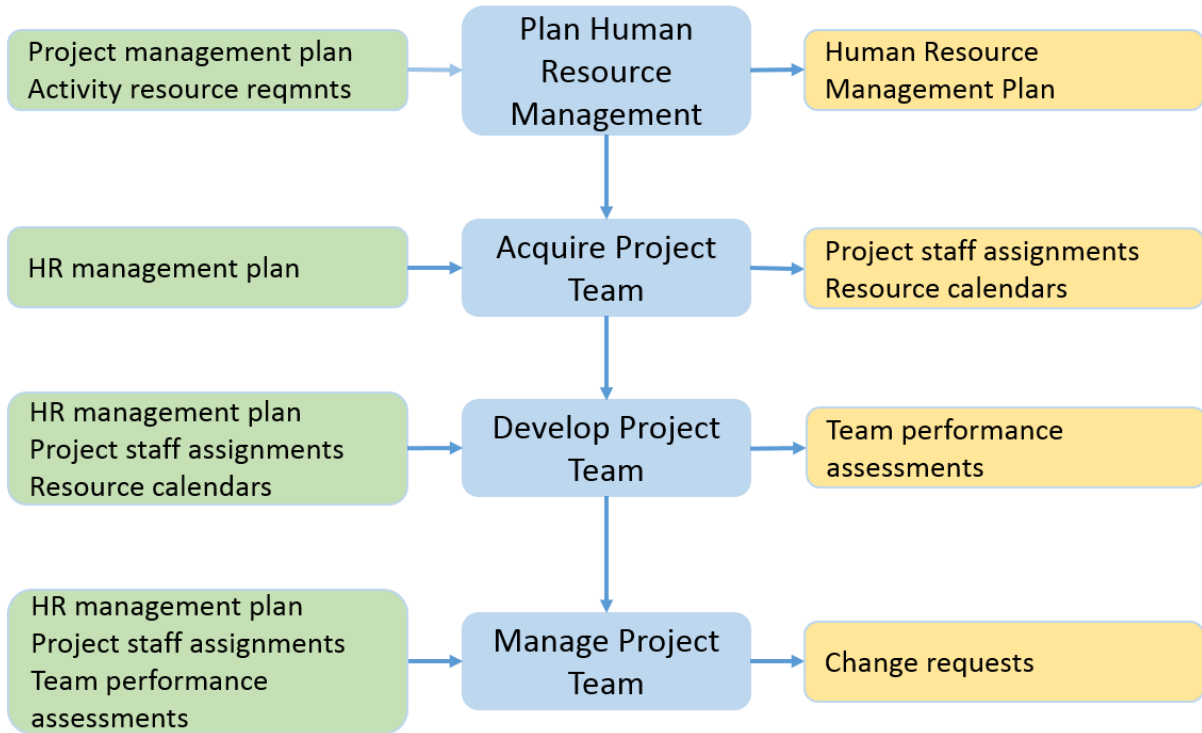 Project management plan
Activity resource reqmnts
Plan Human
Resource
Management
Human Resource
Management Plan
HR management plan
Acquire Project
Team
Project staff assignments
Resource calendars
HR management plan
Project staff assignments
Resource calendars
Develop Project
Team
Team performance
assessments
HR management plan
Project staff assignments
Team performance
assessments
Manage Project
Team
Change requests